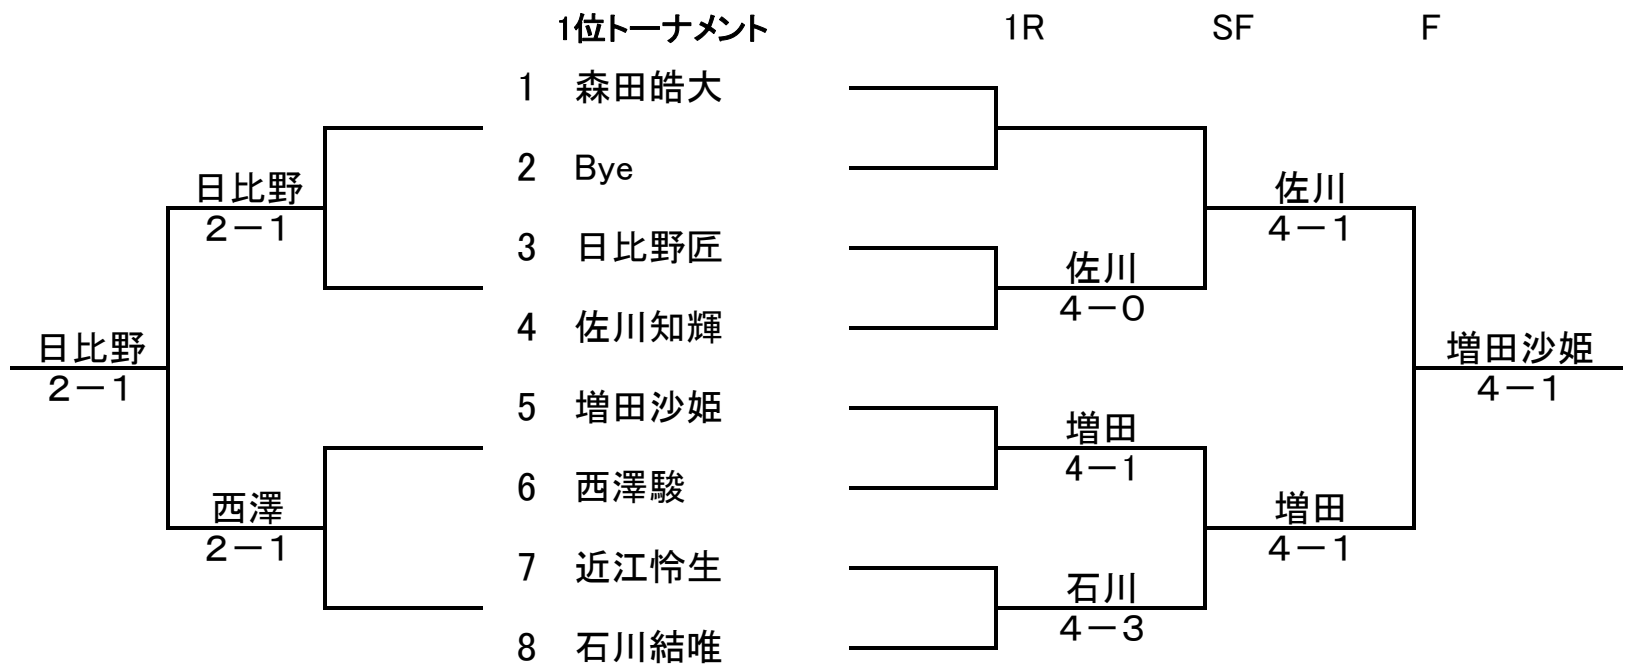 1位トーナメント 1R SF F
1 森田皓大
2 Bye
日比野 佐川
2－1 4－1
3 日比野匠
佐川
4－0
4 佐川知輝
日比野 増田沙姫
2－1 4－1
5 増田沙姫
増田
4－1
6 西澤駿
西澤 増田
2－1 4－1
7 近江怜生
石川
4－3
8 石川結唯